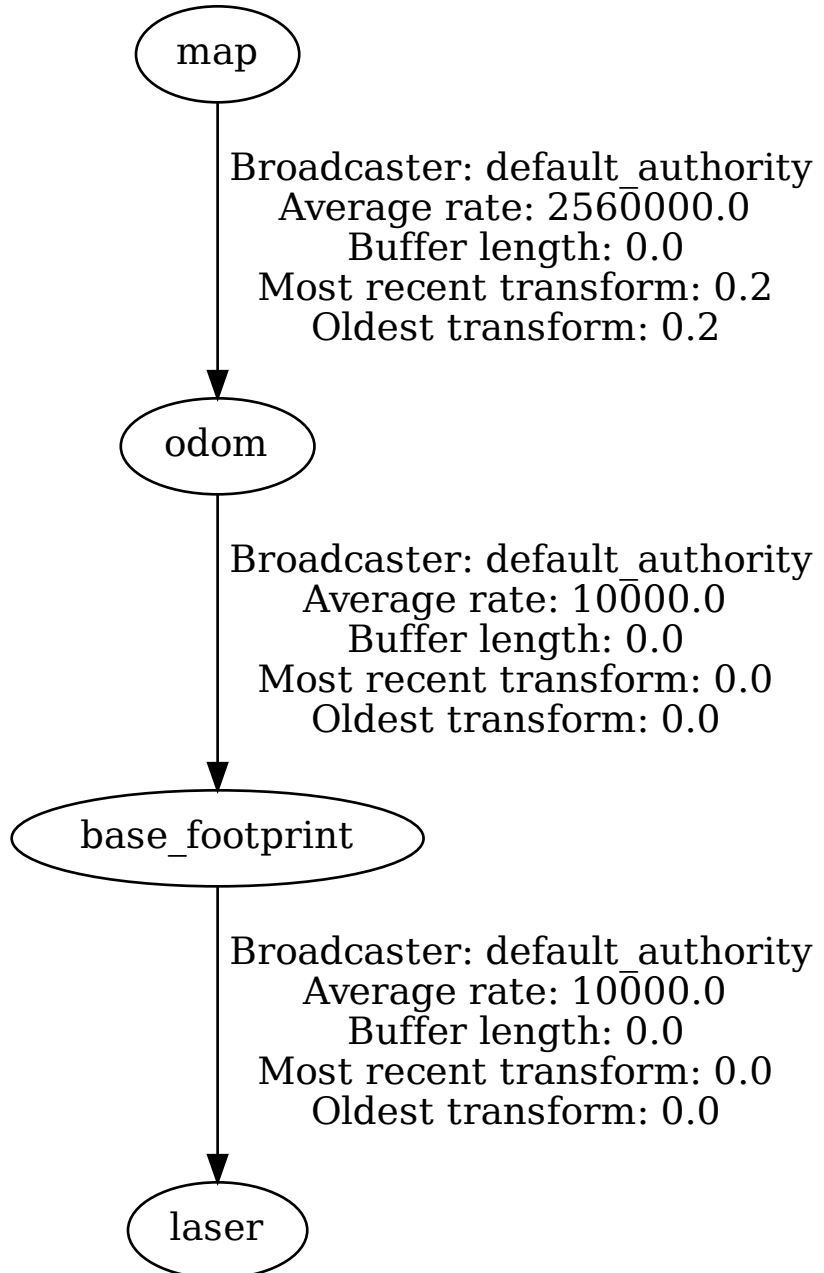 map
Broadcaster: default_authority
Average rate: 2560000.0
Buffer length: 0.0
Most recent transform: 0.2
Oldest transform: 0.2
odom
Broadcaster: default_authority
Average rate: 10000.0
Buffer length: 0.0
Most recent transform: 0.0
Oldest transform: 0.0
base_footprint
Broadcaster: default_authority
Average rate: 10000.0
Buffer length: 0.0
Most recent transform: 0.0
Oldest transform: 0.0
laser